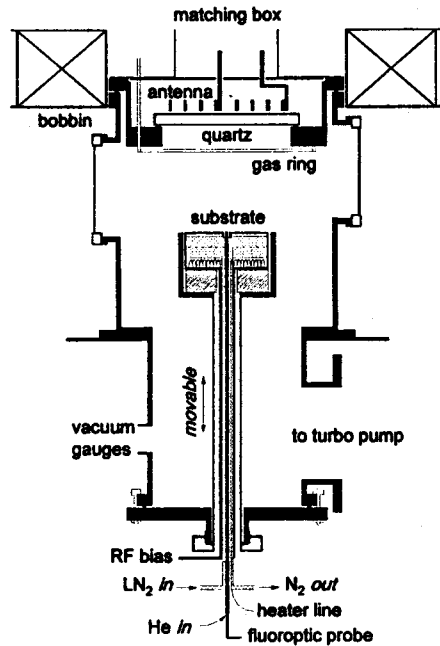 matching box
antenna
bobbin
quartz
gas ring
substrate
movable
vacuum
gauges
to turbo pump
RF bias
LN2 in
N2 out
heater line
He in
fluoroptic probe